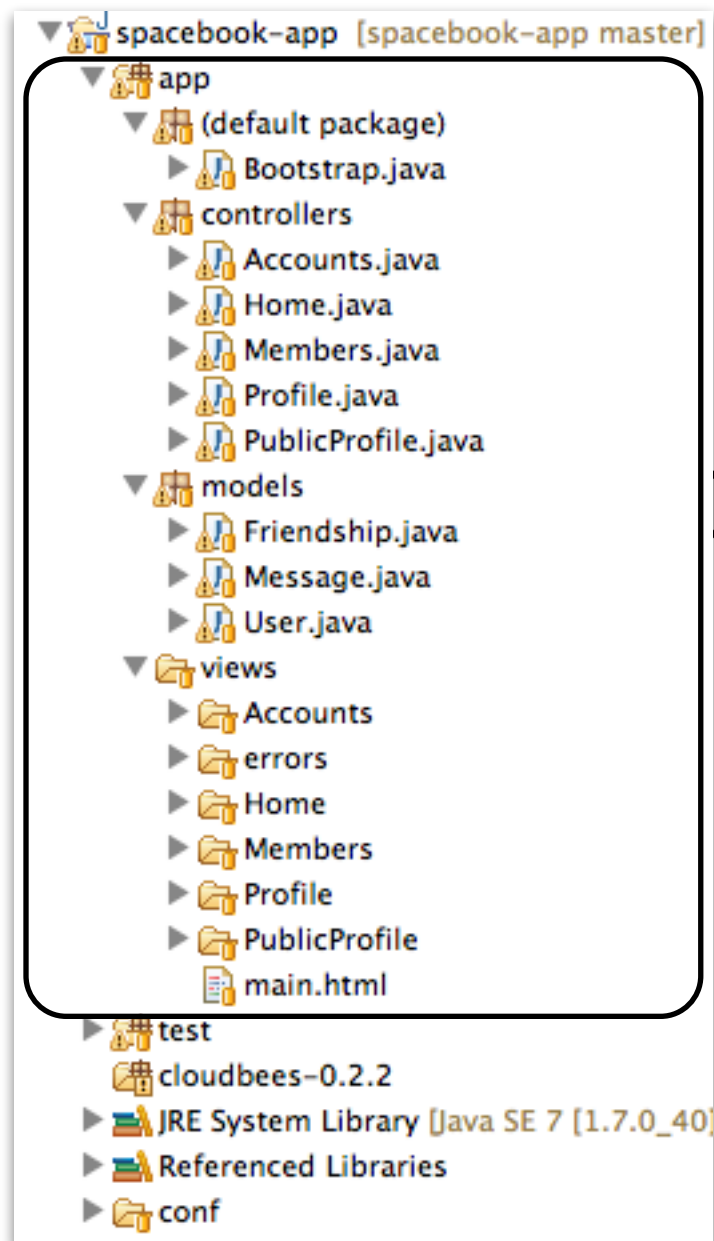 spacebook-app [spacebook-app master]
app
(default package)
Bootstrap.java
controllers
Accounts.java
Home.java
Members.java
Profile.java
PublicProfile.java
models
Friendship.java
Message.java
User.java
views
Accounts
errors
Home
Members
Profile
PublicProfile
main.html
test
cloudbees-0.2.2
JRE System Library [Java SE 7 [1.7.0_40]
Referenced Libraries
conf